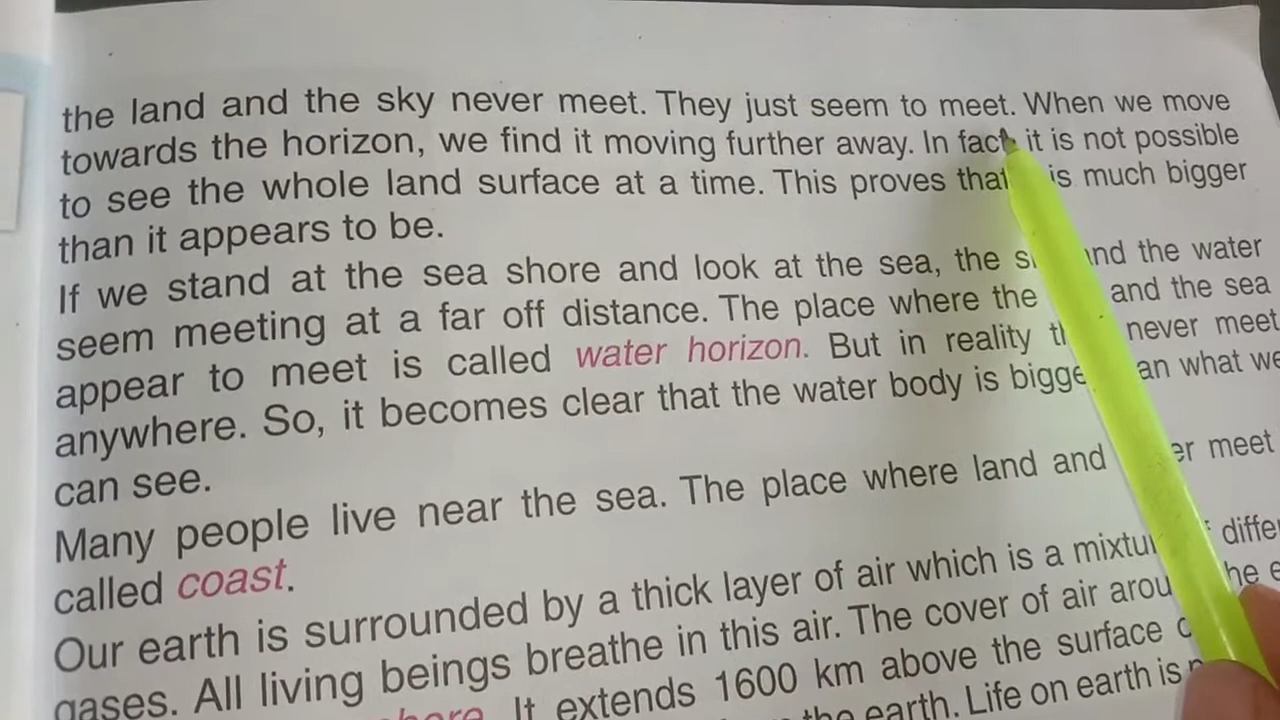 the land and the sky never meet. They just seem to meet. When we move
towards the horizon, we find it moving further away. In fact it is not possible
to see the whole land surface at a time. This proves that is much bigger
than it appears to be.
If we stand at the sea shore and look at the sea, the and the water
seem meeting at a far off distance. The place where the and the sea
appear to meet is called water horizon. But in reality never meet
anywhere. So, it becomes clear that the water body is what we
can see.
Many people live near the sea. The place where land and meet
called coast.
Our earth is surrounded by a thick layer of air which is a
gases. All living beings breathe in this air. The cover of air
It extends 1600 km above the surface
the earth. Life on earth is